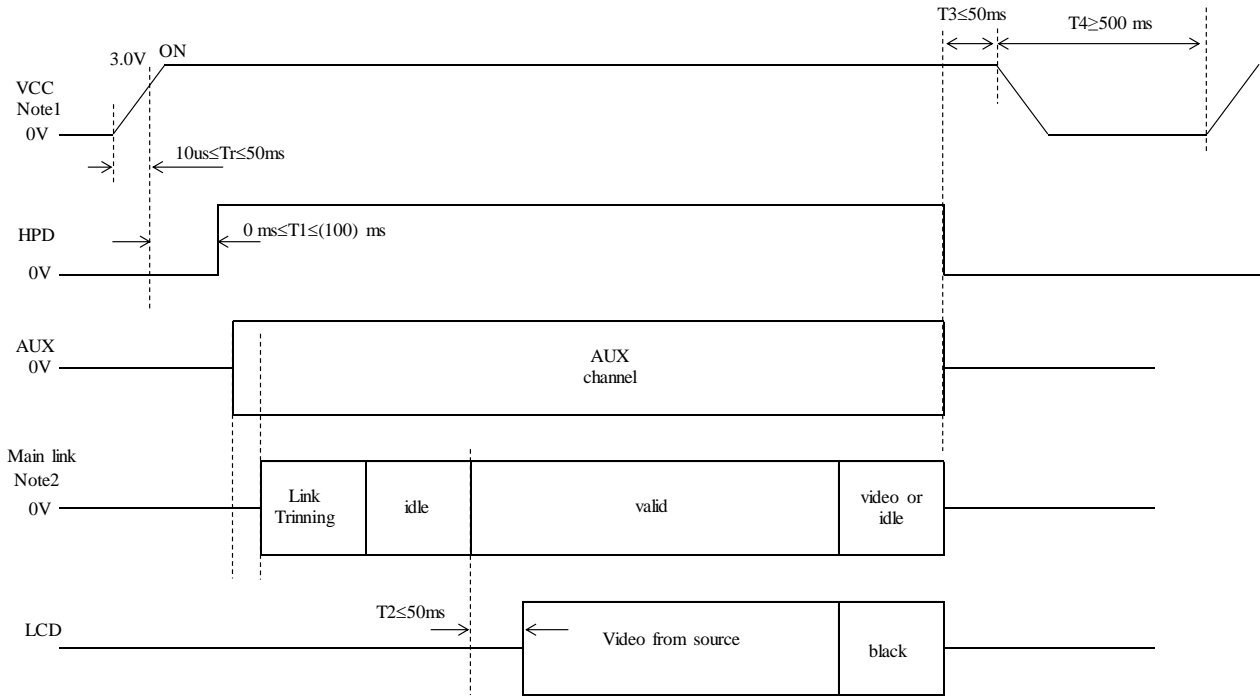 T3≤50ms
T4≥500 ms
3.0V
ON
VCC
Note1
0V
10us≤Tr≤50ms
HPD
0 ms≤T1≤(100) ms
0V
AUX
0V
AUX
channel
Main link
Note2
0V
Link
Trinning
idle
valid
video or
idle
T2≤50ms
LCD
Video from source
black